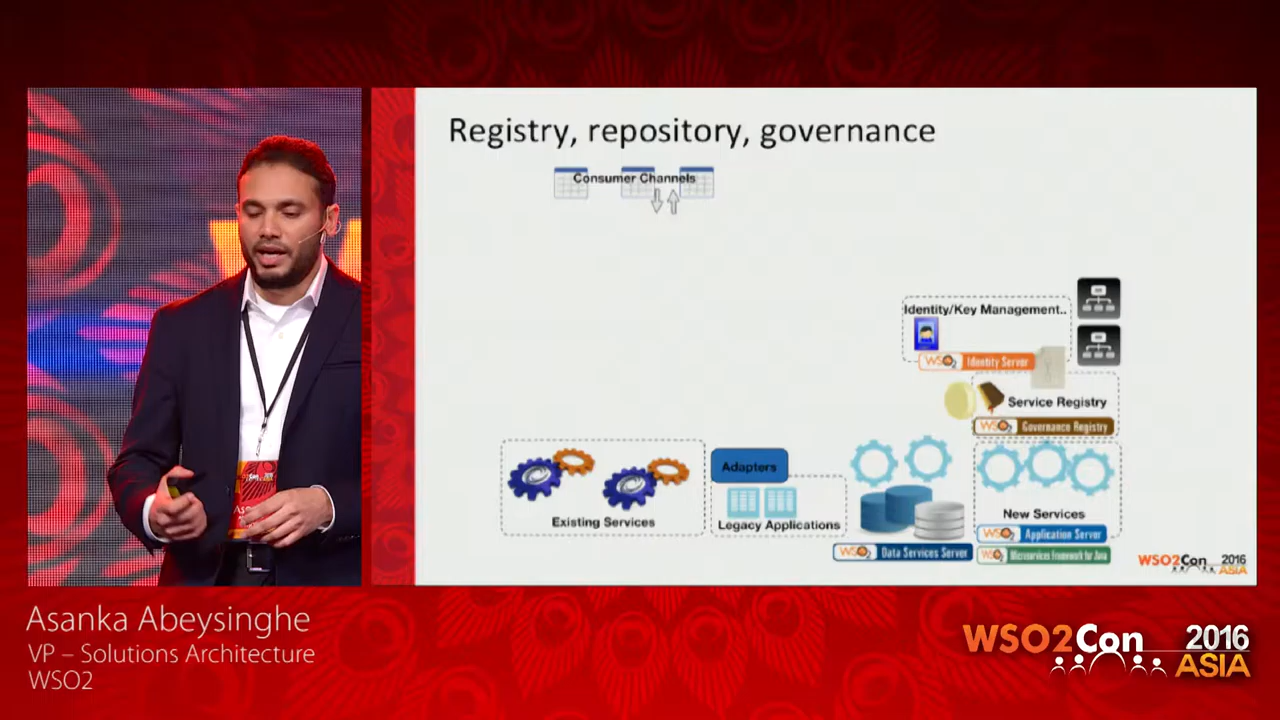 Registry, repository, governance
Consumer Channels
Identity/Key Management..
WSO2 Identity Server
Service Registry
WSO2 Governance Registry
Adapters
Existing Services
Legacy Applications
New Services
WSO2 Data Services Server
WSO2 Application Server
WSO2 Microservices Framework for Java
WSO2Con 2016
ASIA
Asanka Abeysinghe
VP – Solutions Architecture
WSO2
WSO2Con 2016
ASIA